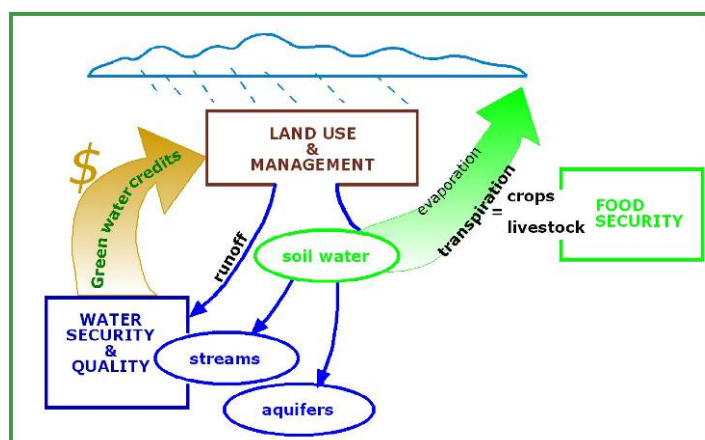 LAND USE
&
MANAGEMENT
$
Green water credits
evaporation
transpiration
=
crops
livestock
FOOD
SECURITY
runoff
soil water
WATER
SECURITY
&
QUALITY
streams
aquifers